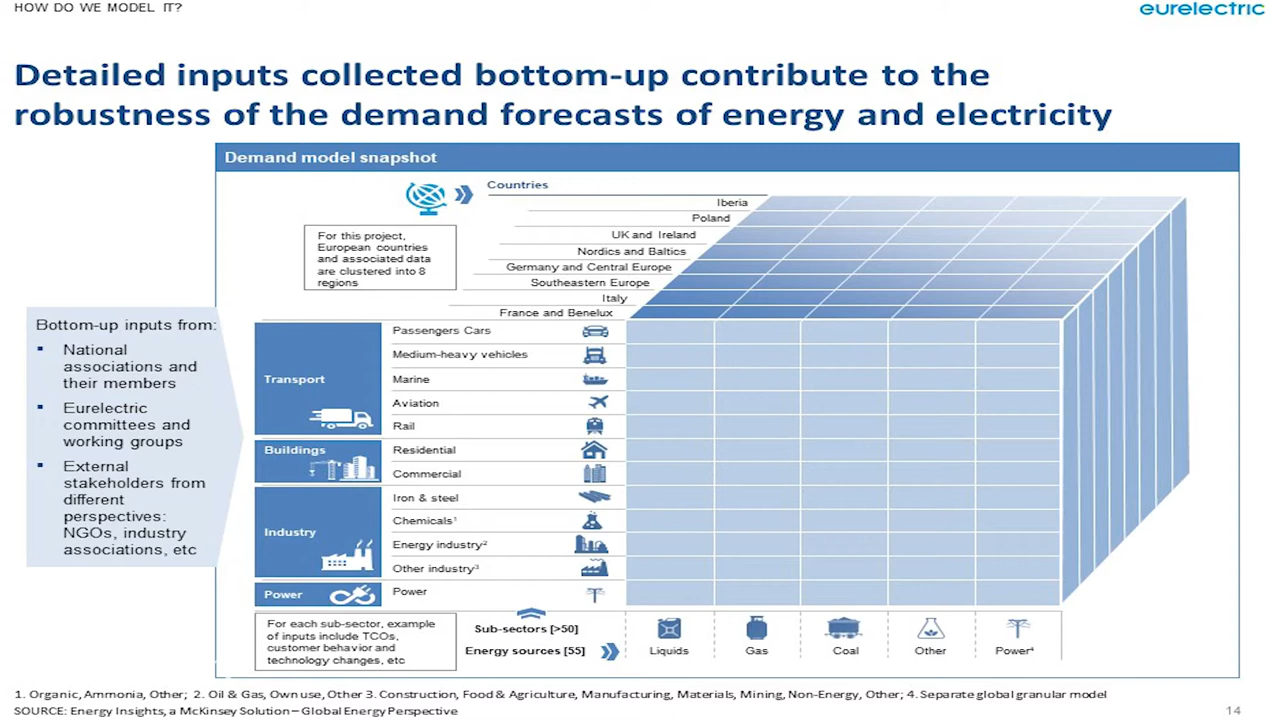 HOW DO WE MODEL IT?
eurelectric
Detailed inputs collected bottom-up contribute to the
robustness of the demand forecasts of energy and electricity
Demand model snapshot
Countries
Iberia
Poland
UK and Ireland
Nordics and Baltics
Germany and Central Europe
Southeastern Europe
Italy
France and Benelux
For this project,
European countries
and associated data
are clustered into 8
regions
Bottom-up inputs from:
▪ National
associations and
their members
▪ Eurelectric
committees and
working groups
▪ External
stakeholders from
different
perspectives:
NGOs, industry
associations, etc
Transport
Passengers Cars
Medium-heavy vehicles
Marine
Aviation
Rail
Buildings
Residential
Commercial
Industry
Iron & steel
Chemicals¹
Energy industry²
Other industry³
Power
Power
For each sub-sector, example
of inputs include TCOs,
customer behavior and
technology changes, etc
Sub-sectors [>50]
Energy sources [55]
Liquids
Gas
Coal
Other
Power⁴
1. Organic, Ammonia, Other; 2. Oil & Gas, Own use, Other 3. Construction, Food & Agriculture, Manufacturing, Materials, Mining, Non-Energy, Other; 4. Separate global granular model
SOURCE: Energy Insights, a McKinsey Solution – Global Energy Perspective
14